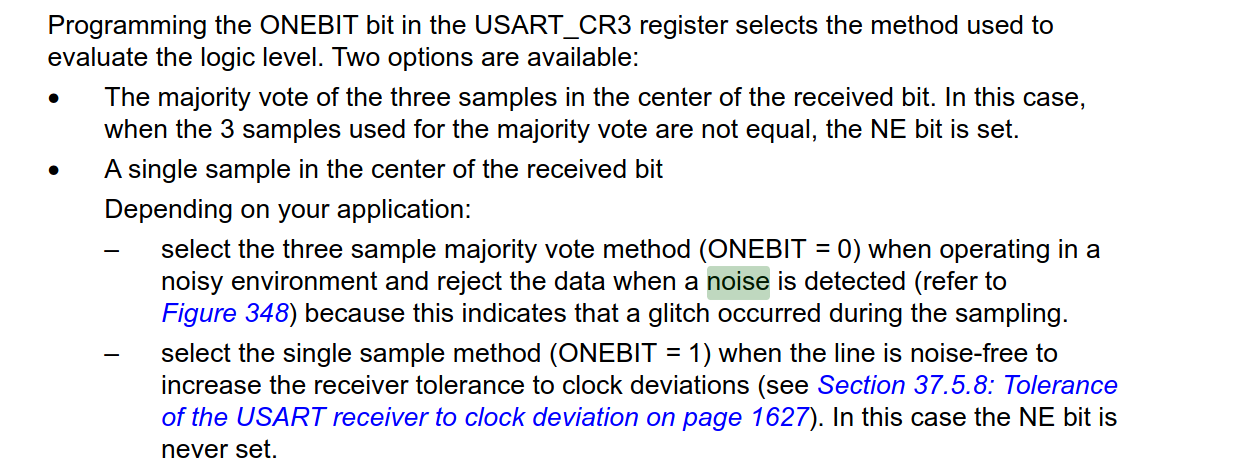 Programming the ONEBIT bit in the USART_CR3 register selects the method used to
evaluate the logic level. Two options are available:
• The majority vote of the three samples in the center of the received bit. In this case,
when the 3 samples used for the majority vote are not equal, the NE bit is set.
• A single sample in the center of the received bit
Depending on your application:
– select the three sample majority vote method (ONEBIT = 0) when operating in a
noisy environment and reject the data when a noise is detected (refer to
Figure 348) because this indicates that a glitch occurred during the sampling.
– select the single sample method (ONEBIT = 1) when the line is noise-free to
increase the receiver tolerance to clock deviations (see Section 37.5.8: Tolerance
of the USART receiver to clock deviation on page 1627). In this case the NE bit is
never set.